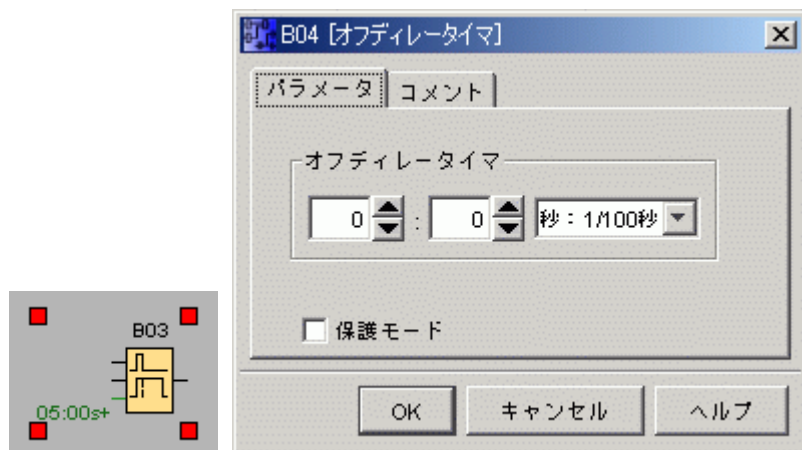 B04 [オフディレータイマ]
パラメータ コメント
オフディレータイマ
0 : 0 秒：1/100秒
保護モード
OK キャンセル ヘルプ
B03
05:00s+